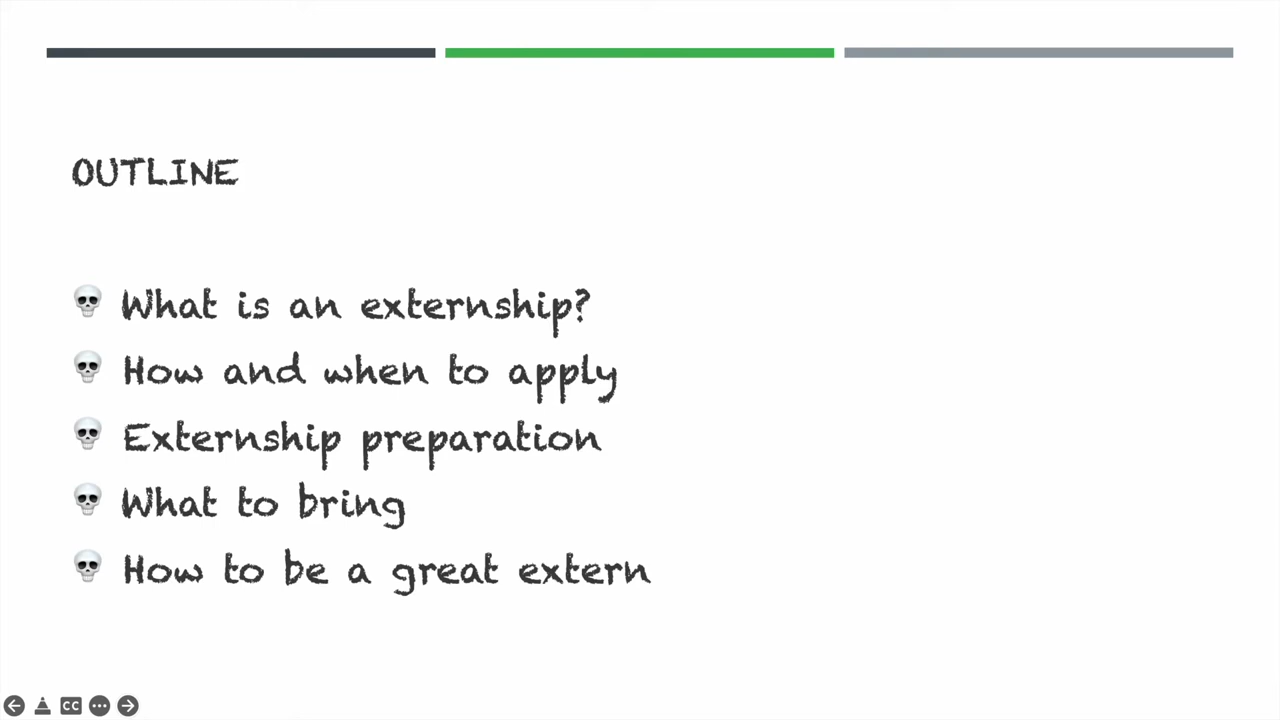 OUTLINE
What is an externship?
How and when to apply
Externship preparation
What to bring
How to be a great extern
CC